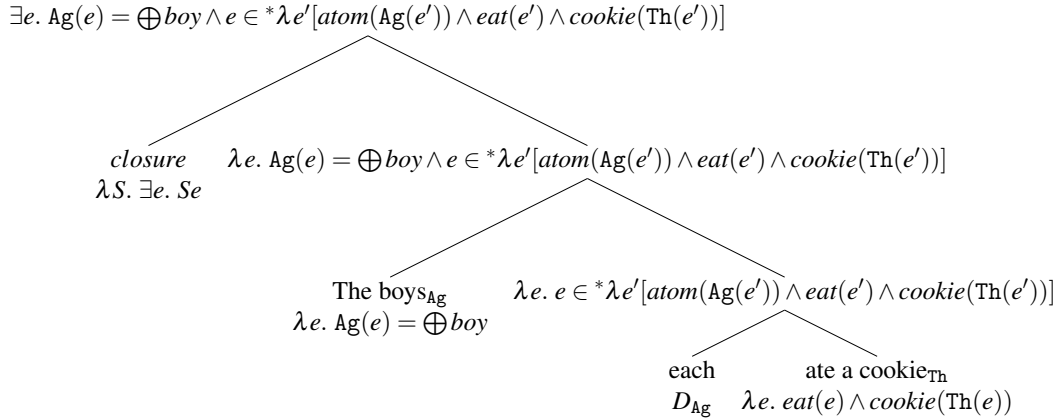 ∃e. Ag(e) = ⊕boy ∧ e ∈ *λe′[atom(Ag(e′)) ∧ eat(e′) ∧ cookie(Th(e′))]
closure λe. Ag(e) = ⊕boy ∧ e ∈ *λe′[atom(Ag(e′)) ∧ eat(e′) ∧ cookie(Th(e′))]
λS. ∃e. Se
The boys_Ag λe. e ∈ *λe′[atom(Ag(e′)) ∧ eat(e′) ∧ cookie(Th(e′))]
λe. Ag(e) = ⊕boy
each ate a cookie_Th
D_Ag λe. eat(e) ∧ cookie(Th(e))